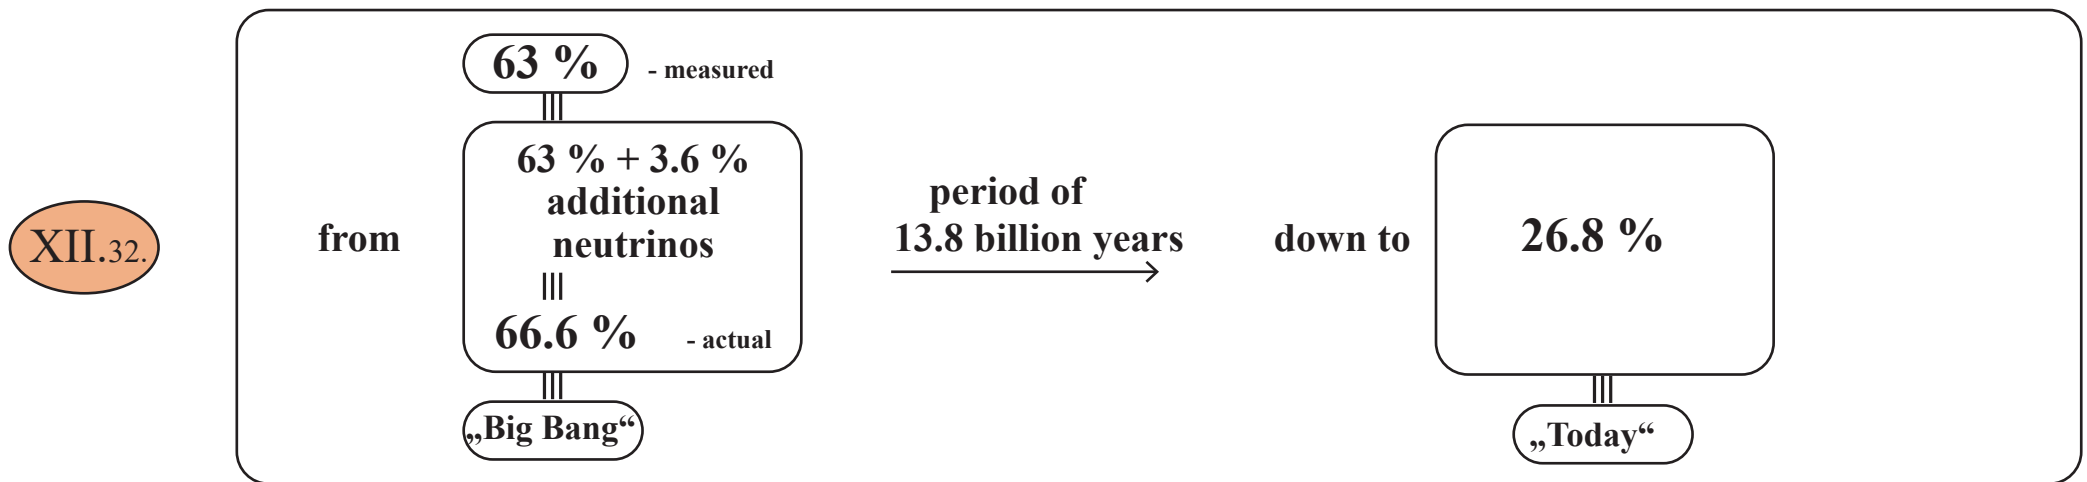 63 % - measured
63 % + 3.6 %
additional
neutrinos
66.6 % - actual
„Big Bang“
XII.32.
from
period of
13.8 billion years
down to
26.8 %
„Today“